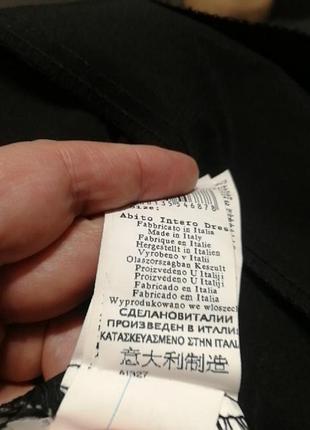 Size:
Abito Intero Dress
Fabbricato in Italia
Made in Italy
Fabrique en Italie
Hergestellt in Italien
Vyrobeno v Italii
Olaszorszagban Keszult
Proizvedeno U Italiji
Proizvedeno U Italiji
Fabricado en Italia
Fabricado em Italia
Wyprodukowano we wloszech
СДЕЛАНОВИТАЛИИ
ПРОИЗВЕДЕН В ИТАЛИЯ
ΚΑΤΑΣΚΕΥΑΣΜΕΝΟ ΣΤΗΝ ΙΤΑΛΙ
意大利制造